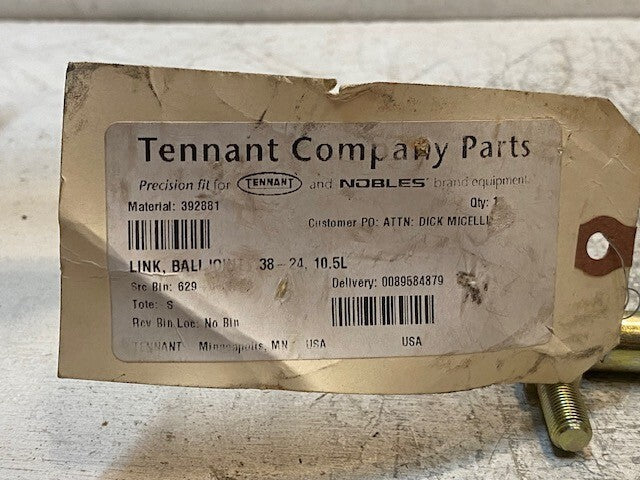 Tennant Company Parts
Precision fit for TENNANT and NOBLES® brand equipment.
Material: 392881 Qty: 1
Customer PO: ATTN: DICK MICELLI
LINK, BALL JOINT 38-24, 10.5L
Src Bin: 629 Delivery: 0089584879
Tote: S
Rcv Bin Loc: No Bin
TENNANT Minneapolis, MN USA USA